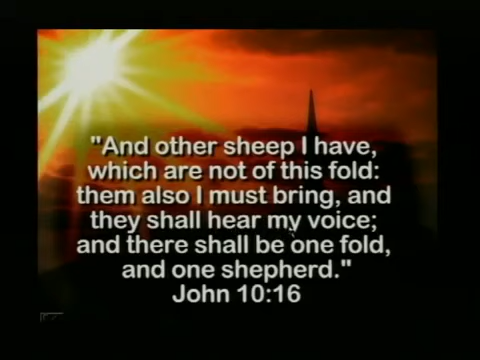 "And other sheep I have,
which are not of this fold:
them also I must bring, and
they shall hear my voice;
and there shall be one fold,
and one shepherd."
John 10:16